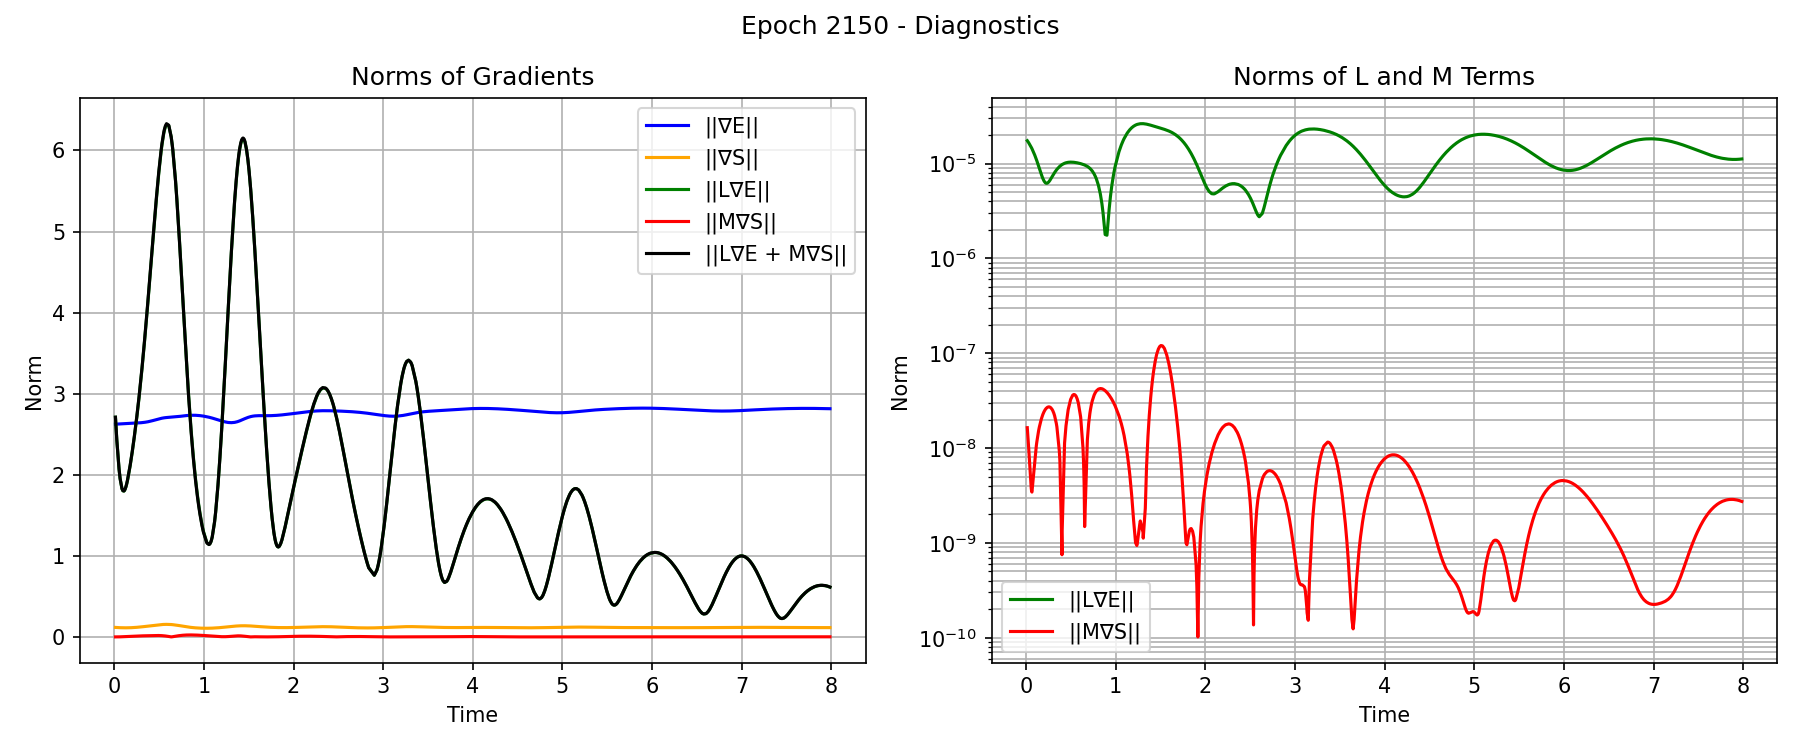 Epoch 2150 - Diagnostics
Norms of Gradients
Norm
6
5
4
3
2
1
0
||∇E||
||∇S||
||L∇E||
||M∇S||
||L∇E + M∇S||
0 1 2 3 4 5 6 7 8
Time
Norms of L and M Terms
Norm
10⁻⁵
10⁻⁶
10⁻⁷
10⁻⁸
10⁻⁹
10⁻¹⁰
||L∇E||
||M∇S||
0 1 2 3 4 5 6 7 8
Time